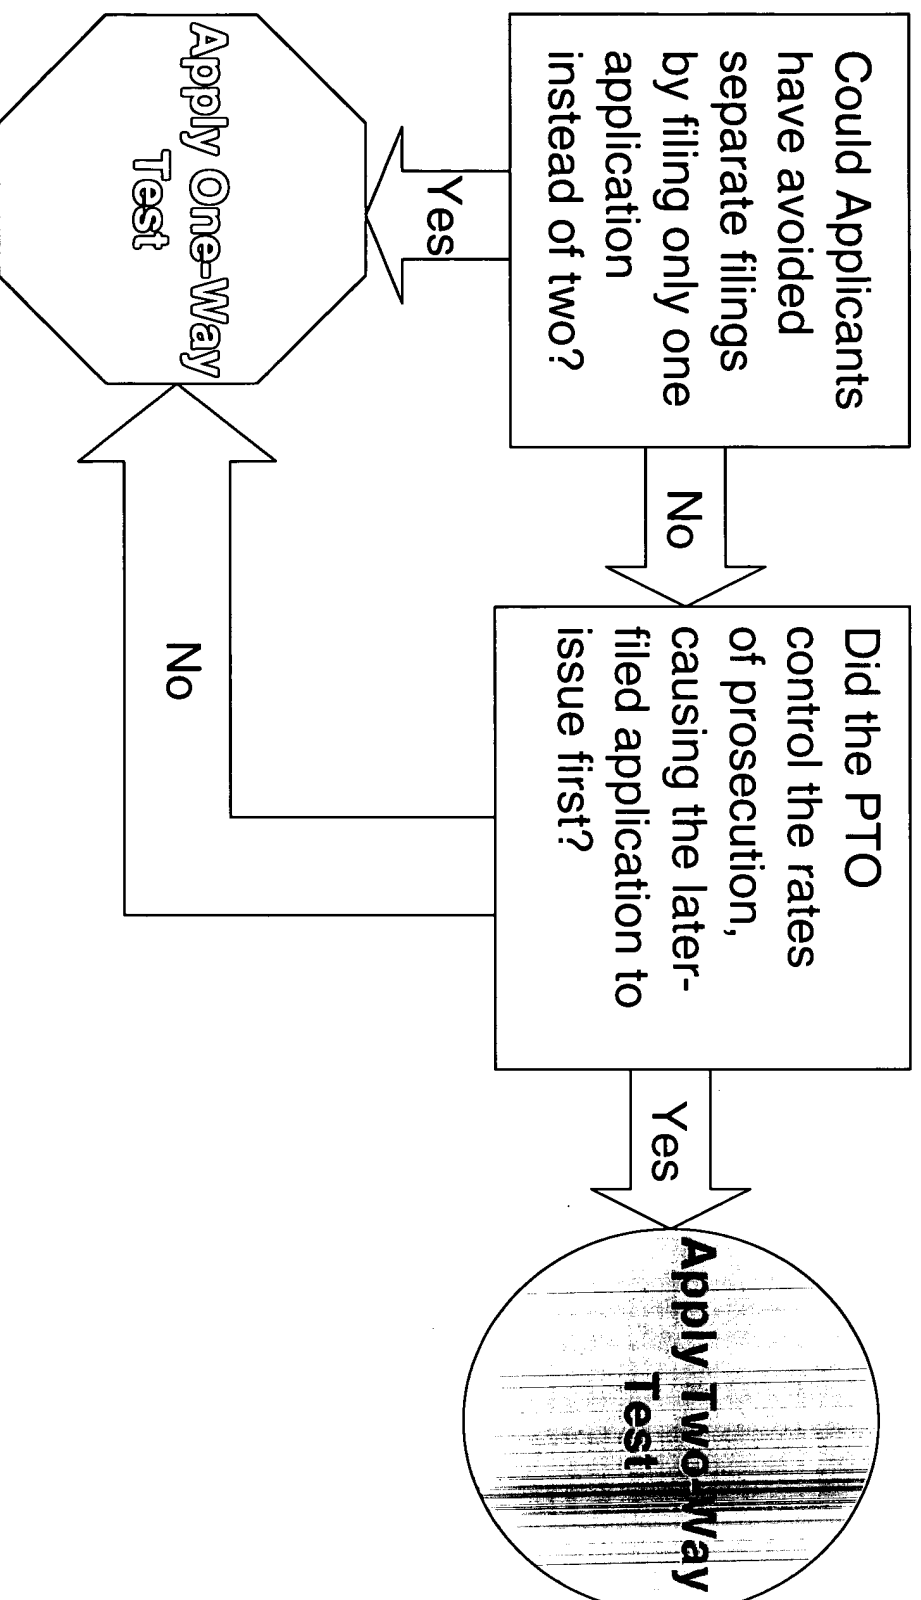 Could Applicants
have avoided
separate filings
by filing only one
application
instead of two?
No
Did the PTO
control the rates
of prosecution,
causing the later-
filed application to
issue first?
Yes
Apply Two-Way
Test
Yes
Apply One-Way
Test
No